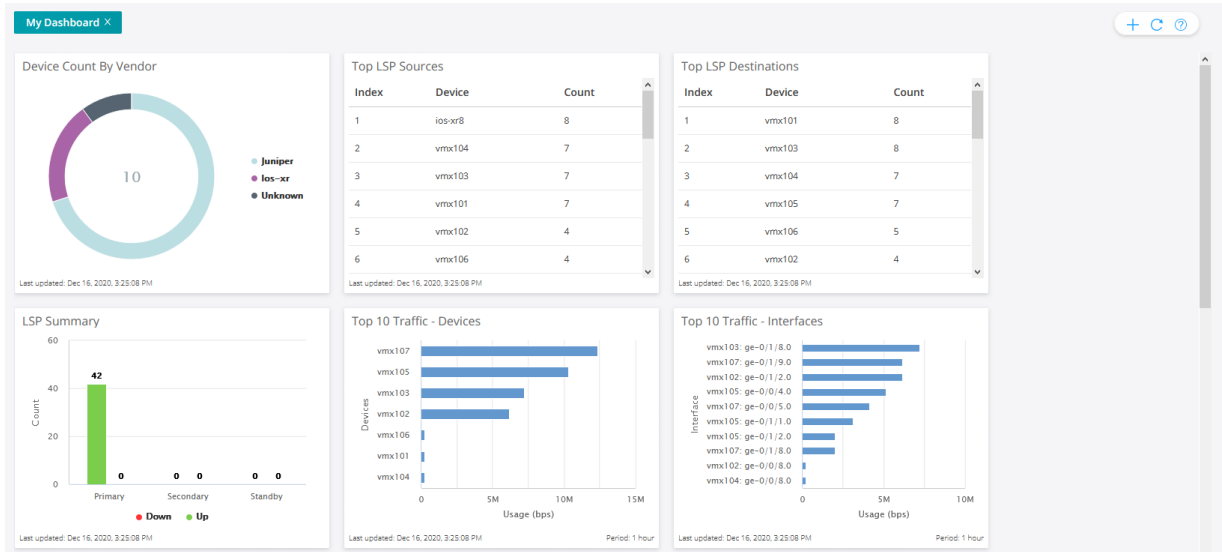 My Dashboard ×
Device Count By Vendor
10
Juniper
Ios-xr
Unknown
Last updated: Dec 16, 2020, 3:25:08 PM
Top LSP Sources
Index Device Count
1 ios-xr8 8
2 vmx104 7
3 vmx103 7
4 vmx101 7
5 vmx102 4
6 vmx106 4
Last updated: Dec 16, 2020, 3:25:08 PM
Top LSP Destinations
Index Device Count
1 vmx101 8
2 vmx103 8
3 vmx104 7
4 vmx105 7
5 vmx106 5
6 vmx102 4
Last updated: Dec 16, 2020, 3:25:08 PM
LSP Summary
60
40
20
0
Count
42
0
0 0
0 0
Primary Secondary Standby
Down Up
Last updated: Dec 16, 2020, 3:25:08 PM
Top 10 Traffic - Devices
Devices
vmx107
vmx105
vmx103
vmx102
vmx106
vmx101
vmx104
0 5M 10M 15M
Usage (bps)
Last updated: Dec 16, 2020, 3:25:08 PM Period: 1 hour
Top 10 Traffic - Interfaces
Interface
vmx103: ge-0/1/8.0
vmx107: ge-0/1/9.0
vmx102: ge-0/1/2.0
vmx105: ge-0/0/4.0
vmx107: ge-0/0/5.0
vmx105: ge-0/1/1.0
vmx105: ge-0/1/2.0
vmx107: ge-0/1/8.0
vmx102: ge-0/0/8.0
vmx104: ge-0/0/8.0
0 5M 10M
Usage (bps)
Last updated: Dec 16, 2020, 3:25:08 PM Period: 1 hour